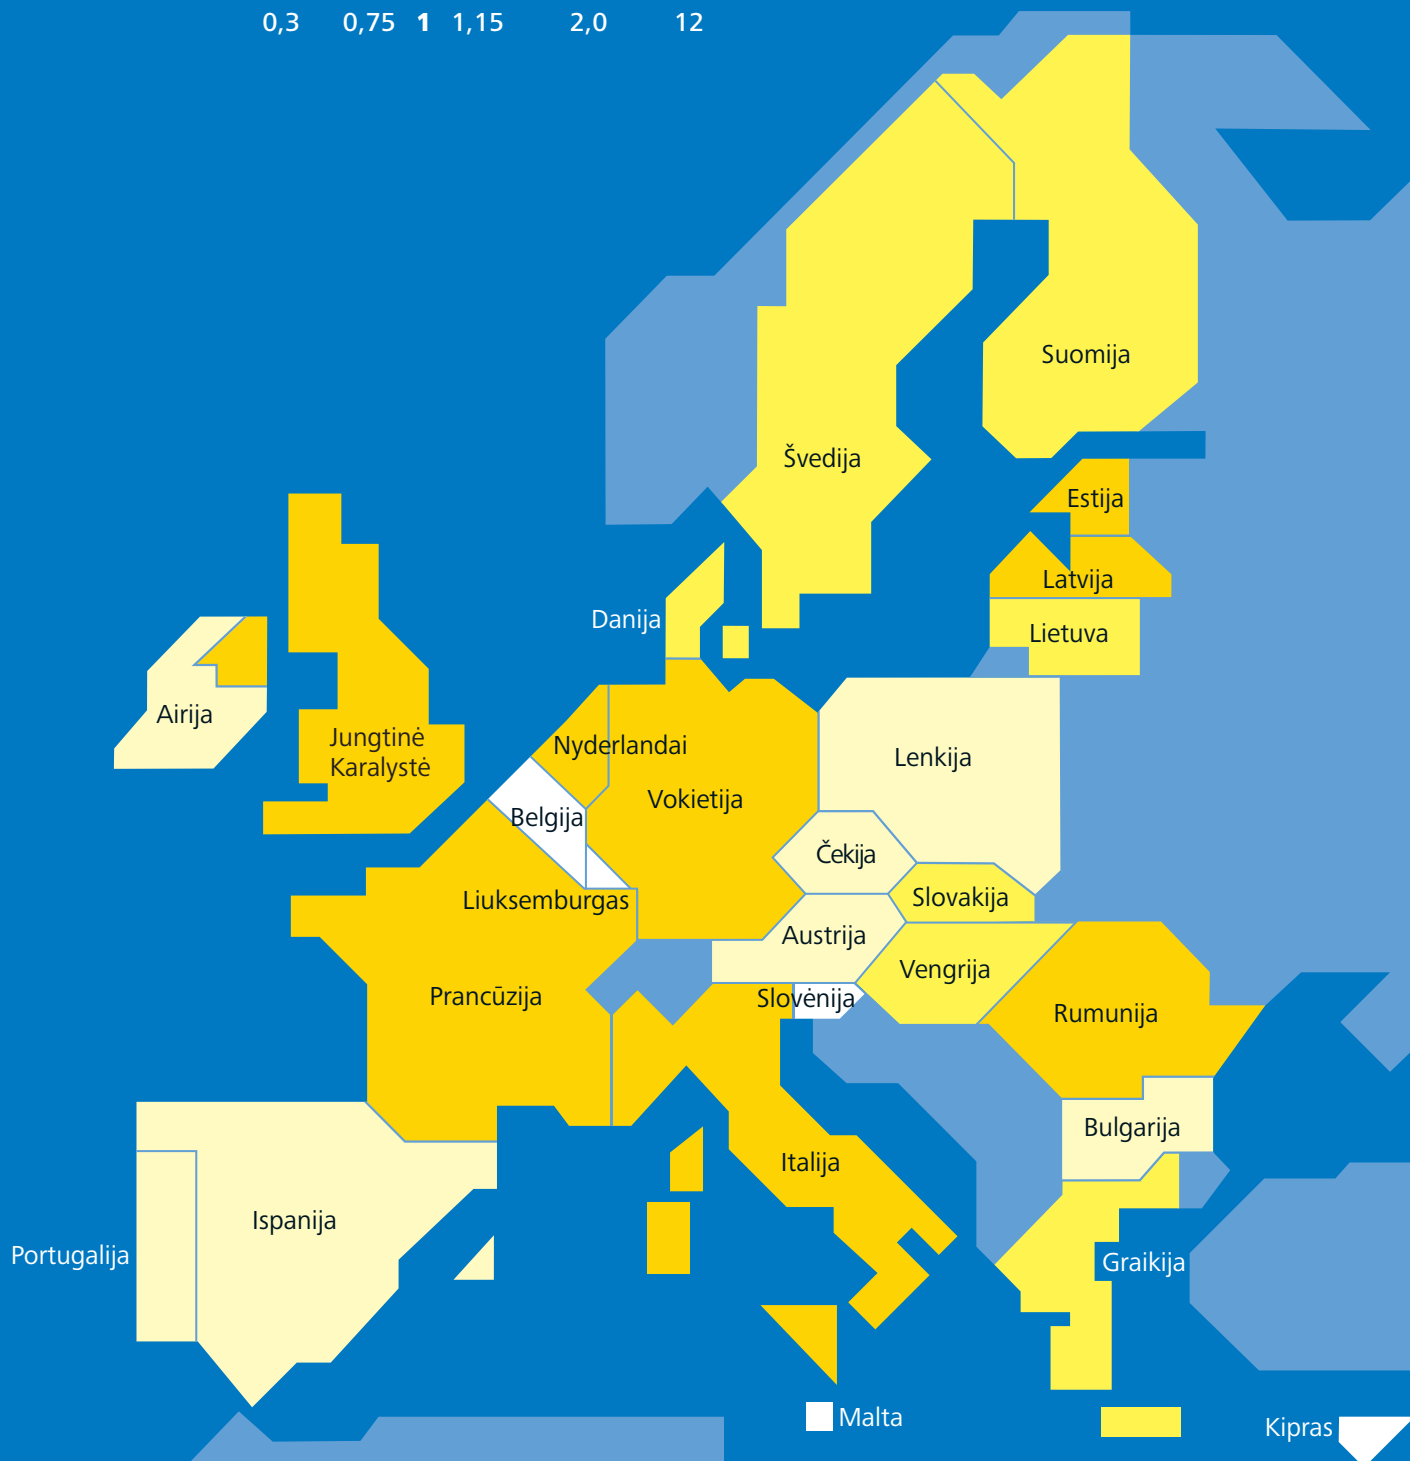 0,3 0,75 1 1,15 2,0 12
Suomija
Švedija
Estija
Latvija
Danija
Lietuva
Airija
Jungtinė
Karalystė
Nyderlandai
Lenkija
Vokietija
Belgija
Čekija
Liuksemburgas
Slovakija
Austrija
Vengrija
Prancūzija
Slovėnija
Rumunija
Bulgarija
Italija
Ispanija
Portugalija
Graikija
Malta
Kipras